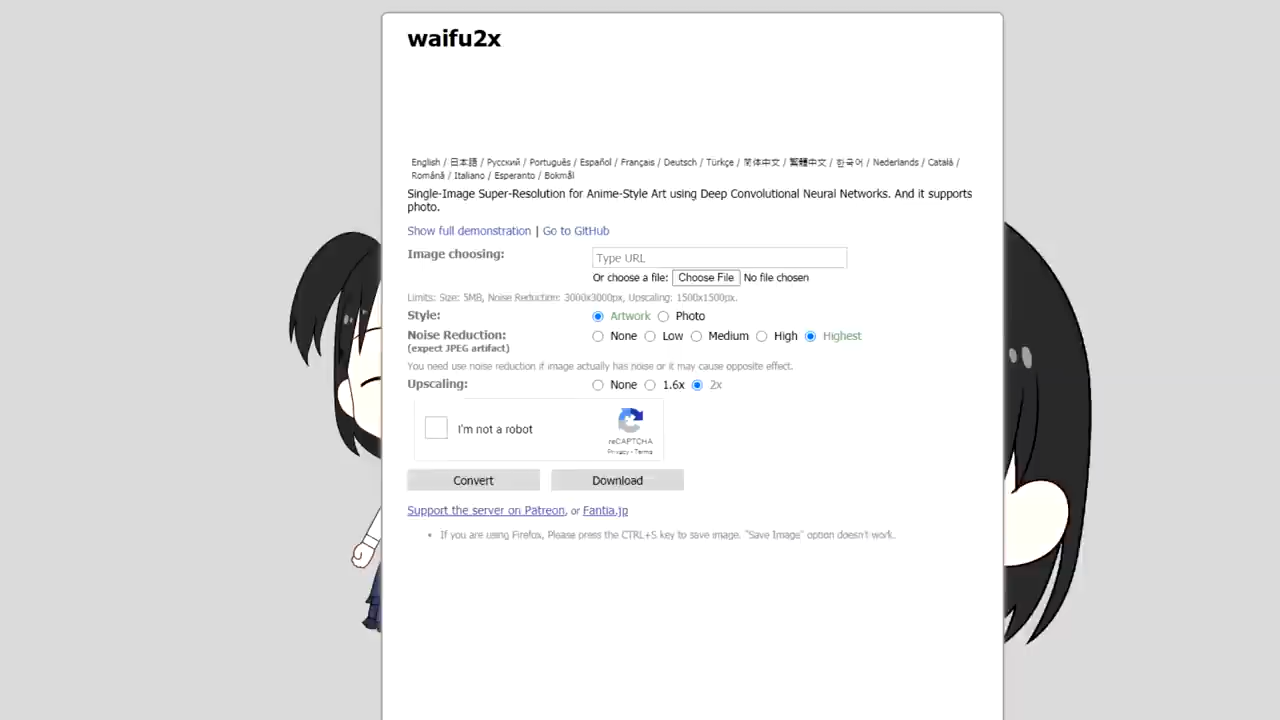 waifu2x
English / 日本語 / Русский / Português / Español / Français / Deutsch / Türkçe / 简体中文 / 繁體中文 / 한국어 / Nederlands / Català /
Română / Italiano / Esperanto / Bokmål
Single-Image Super-Resolution for Anime-Style Art using Deep Convolutional Neural Networks. And it supports
photo.
Show full demonstration | Go to GitHub
Image choosing: Type URL
Or choose a file: Choose File No file chosen
Limits: Size: 5MB, Noise Reduction: 3000x3000px, Upscaling: 1500x1500px.
Style: Artwork Photo
Noise Reduction: None Low Medium High Highest
(expect JPEG artifact)
You need use noise reduction if image actually has noise or it may cause opposite effect.
Upscaling: None 1.6x 2x
I'm not a robot
reCAPTCHA
Privacy - Terms
Convert Download
Support the server on Patreon, or Fantia.jp
• If you are using Firefox, Please press the CTRL+S key to save image. "Save Image" option doesn't work.